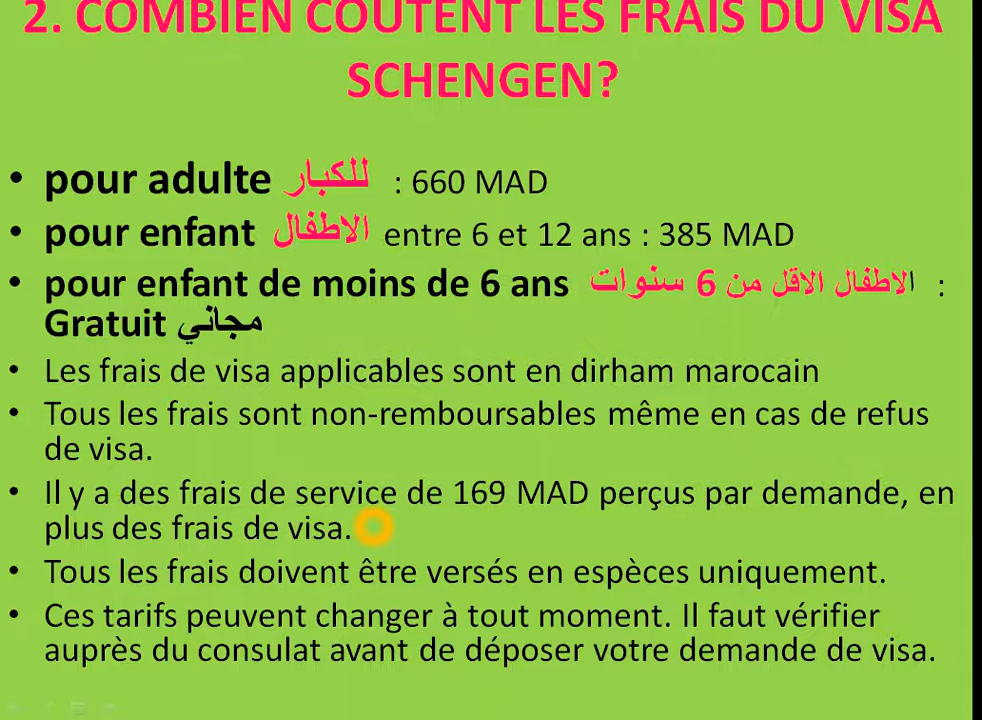 2. COMBIEN COUTENT LES FRAIS DU VISA
SCHENGEN?
• pour adulte للكبار : 660 MAD
• pour enfant الاطفال entre 6 et 12 ans : 385 MAD
• pour enfant de moins de 6 ans الاطفال الاقل من 6 سنوات :
Gratuit مجاني
• Les frais de visa applicables sont en dirham marocain
• Tous les frais sont non-remboursables même en cas de refus
de visa.
• Il y a des frais de service de 169 MAD perçus par demande, en
plus des frais de visa.
• Tous les frais doivent être versés en espèces uniquement.
• Ces tarifs peuvent changer à tout moment. Il faut vérifier
auprès du consulat avant de déposer votre demande de visa.